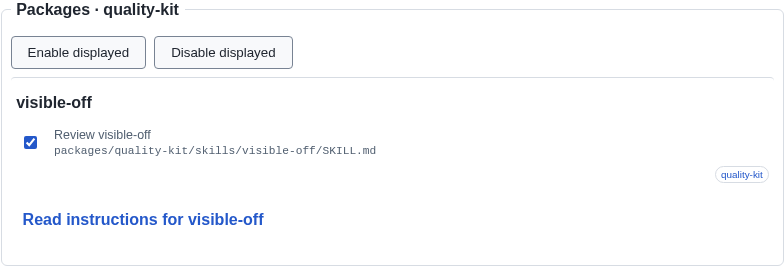 Packages · quality-kit
Enable displayed
Disable displayed
visible-off
Review visible-off
packages/quality-kit/skills/visible-off/SKILL.md
quality-kit
Read instructions for visible-off